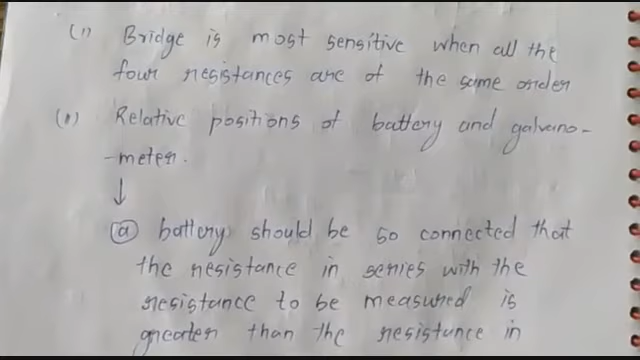 (1) Bridge is most sensitive when all the
four resistances are of the same order
(1) Relative positions of battery and galvano-
-meter.
↓
(a) battery should be so connected that
the resistance in series with the
resistance to be measured is
greater than the resistance in